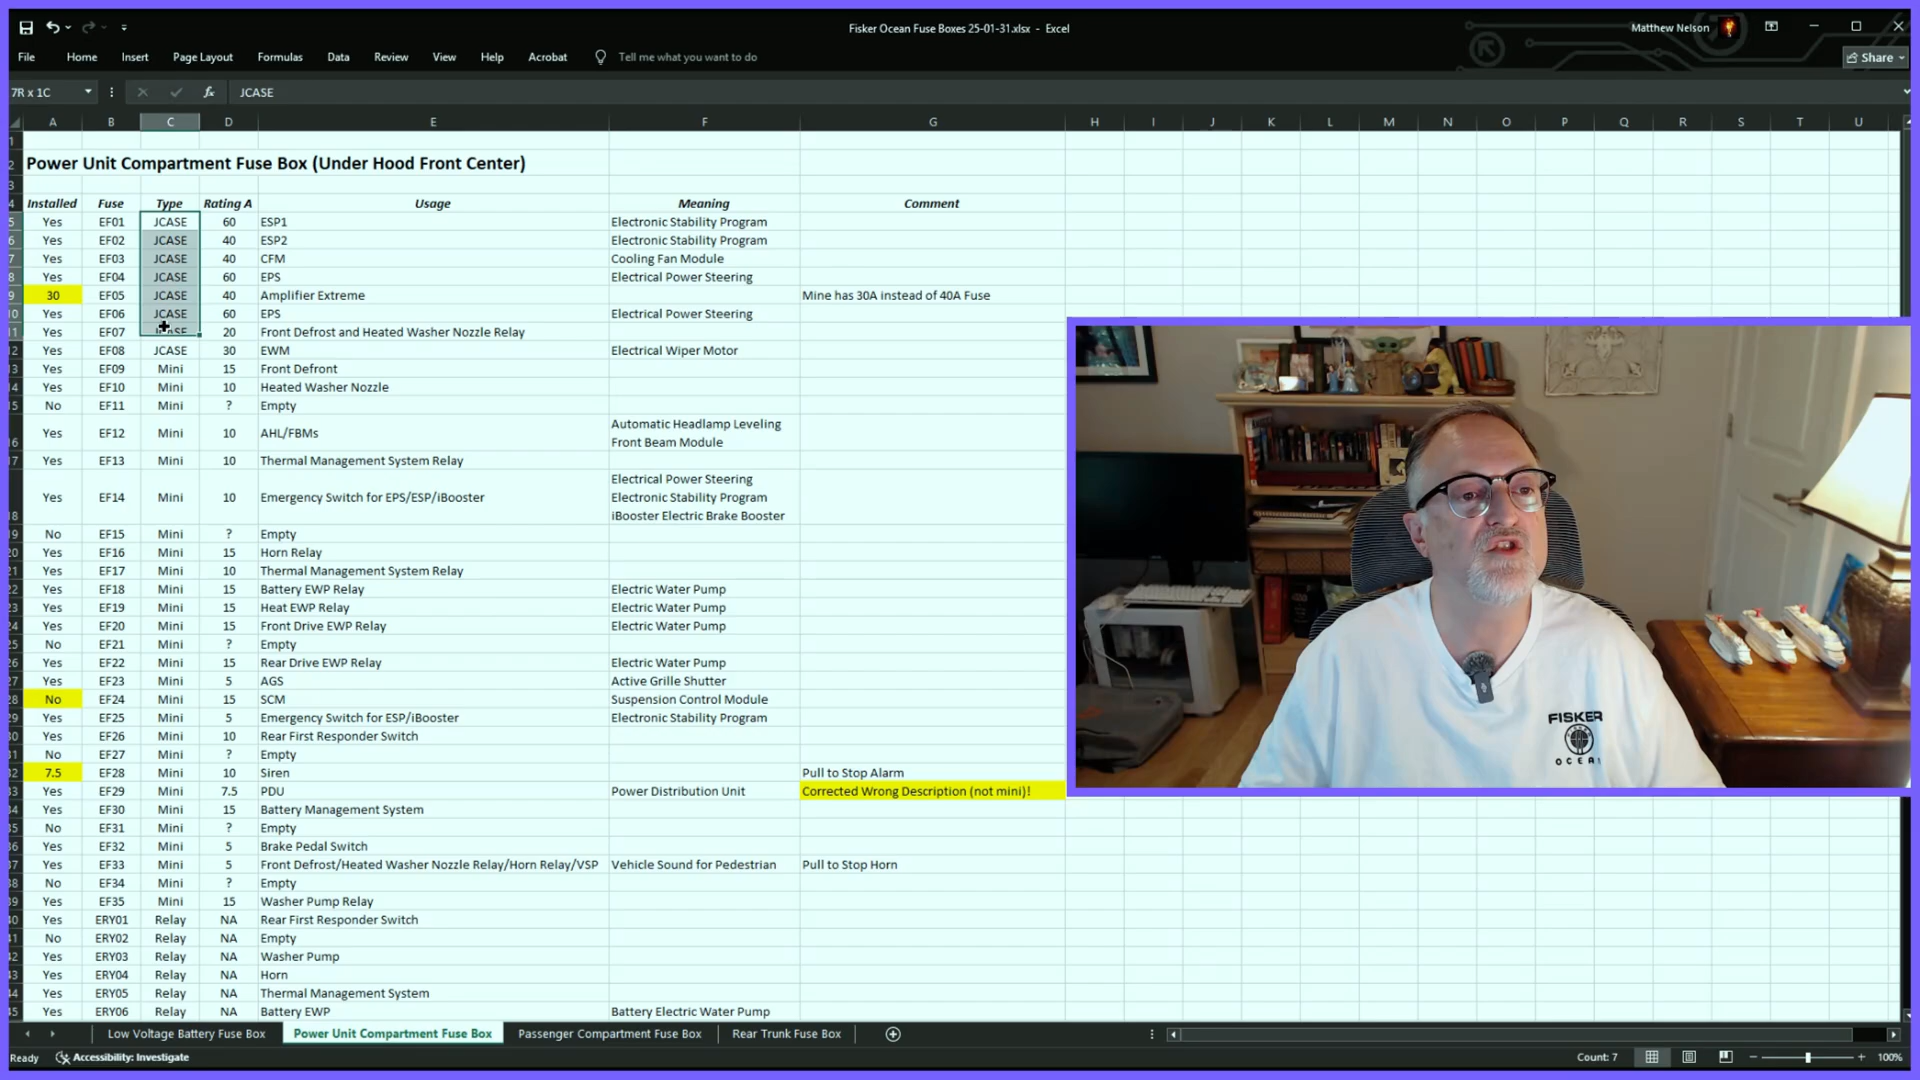 Fisker Ocean Fuse Boxes 25-01-31.xlsx - Excel
Matthew Nelson
File Home Insert Page Layout Formulas Data Review View Help Acrobat Tell me what you want to do
Share
7R x 1C fx JCASE
A B C D E F G H I J K L M N O P Q R S T U
Power Unit Compartment Fuse Box (Under Hood Front Center)
Installed Fuse Type Rating A Usage Meaning Comment
Yes EF01 JCASE 60 ESP1 Electronic Stability Program
Yes EF02 JCASE 40 ESP2 Electronic Stability Program
Yes EF03 JCASE 40 CFM Cooling Fan Module
Yes EF04 JCASE 60 EPS Electrical Power Steering
30 EF05 JCASE 40 Amplifier Extreme Mine has 30A instead of 40A Fuse
Yes EF06 JCASE 60 EPS Electrical Power Steering
Yes EF07 JCASE 20 Front Defrost and Heated Washer Nozzle Relay
Yes EF08 JCASE 30 EWM Electrical Wiper Motor
Yes EF09 Mini 15 Front Defront
Yes EF10 Mini 10 Heated Washer Nozzle
No EF11 Mini ? Empty
Yes EF12 Mini 10 AHL/FBMs Automatic Headlamp Leveling
Front Beam Module
Yes EF13 Mini 10 Thermal Management System Relay
Electrical Power Steering
Yes EF14 Mini 10 Emergency Switch for EPS/ESP/iBooster Electronic Stability Program
iBooster Electric Brake Booster
No EF15 Mini ? Empty
Yes EF16 Mini 15 Horn Relay
Yes EF17 Mini 10 Thermal Management System Relay
Yes EF18 Mini 15 Battery EWP Relay Electric Water Pump
Yes EF19 Mini 15 Heat EWP Relay Electric Water Pump
Yes EF20 Mini 15 Front Drive EWP Relay Electric Water Pump
No EF21 Mini ? Empty
Yes EF22 Mini 15 Rear Drive EWP Relay Electric Water Pump
Yes EF23 Mini 5 AGS Active Grille Shutter
No EF24 Mini 15 SCM Suspension Control Module
Yes EF25 Mini 5 Emergency Switch for ESP/iBooster Electronic Stability Program
Yes EF26 Mini 10 Rear First Responder Switch
No EF27 Mini ? Empty
7.5 EF28 Mini 10 Siren Pull to Stop Alarm
Yes EF29 Mini 7.5 PDU Power Distribution Unit Corrected Wrong Description (not mini)!
Yes EF30 Mini 15 Battery Management System
No EF31 Mini ? Empty
Yes EF32 Mini 5 Brake Pedal Switch
Yes EF33 Mini 5 Front Defrost/Heated Washer Nozzle Relay/Horn Relay/VSP Vehicle Sound for Pedestrian Pull to Stop Horn
No EF34 Mini ? Empty
Yes EF35 Mini 15 Washer Pump Relay
Yes ERY01 Relay NA Rear First Responder Switch
No ERY02 Relay NA Empty
Yes ERY03 Relay NA Washer Pump
Yes ERY04 Relay NA Horn
Yes ERY05 Relay NA Thermal Management System
Yes ERY06 Relay NA Battery EWP Battery Electric Water Pump
FISKER
OCEAN
Low Voltage Battery Fuse Box Power Unit Compartment Fuse Box Passenger Compartment Fuse Box Rear Trunk Fuse Box
Ready Accessibility: Investigate Count: 7 100%